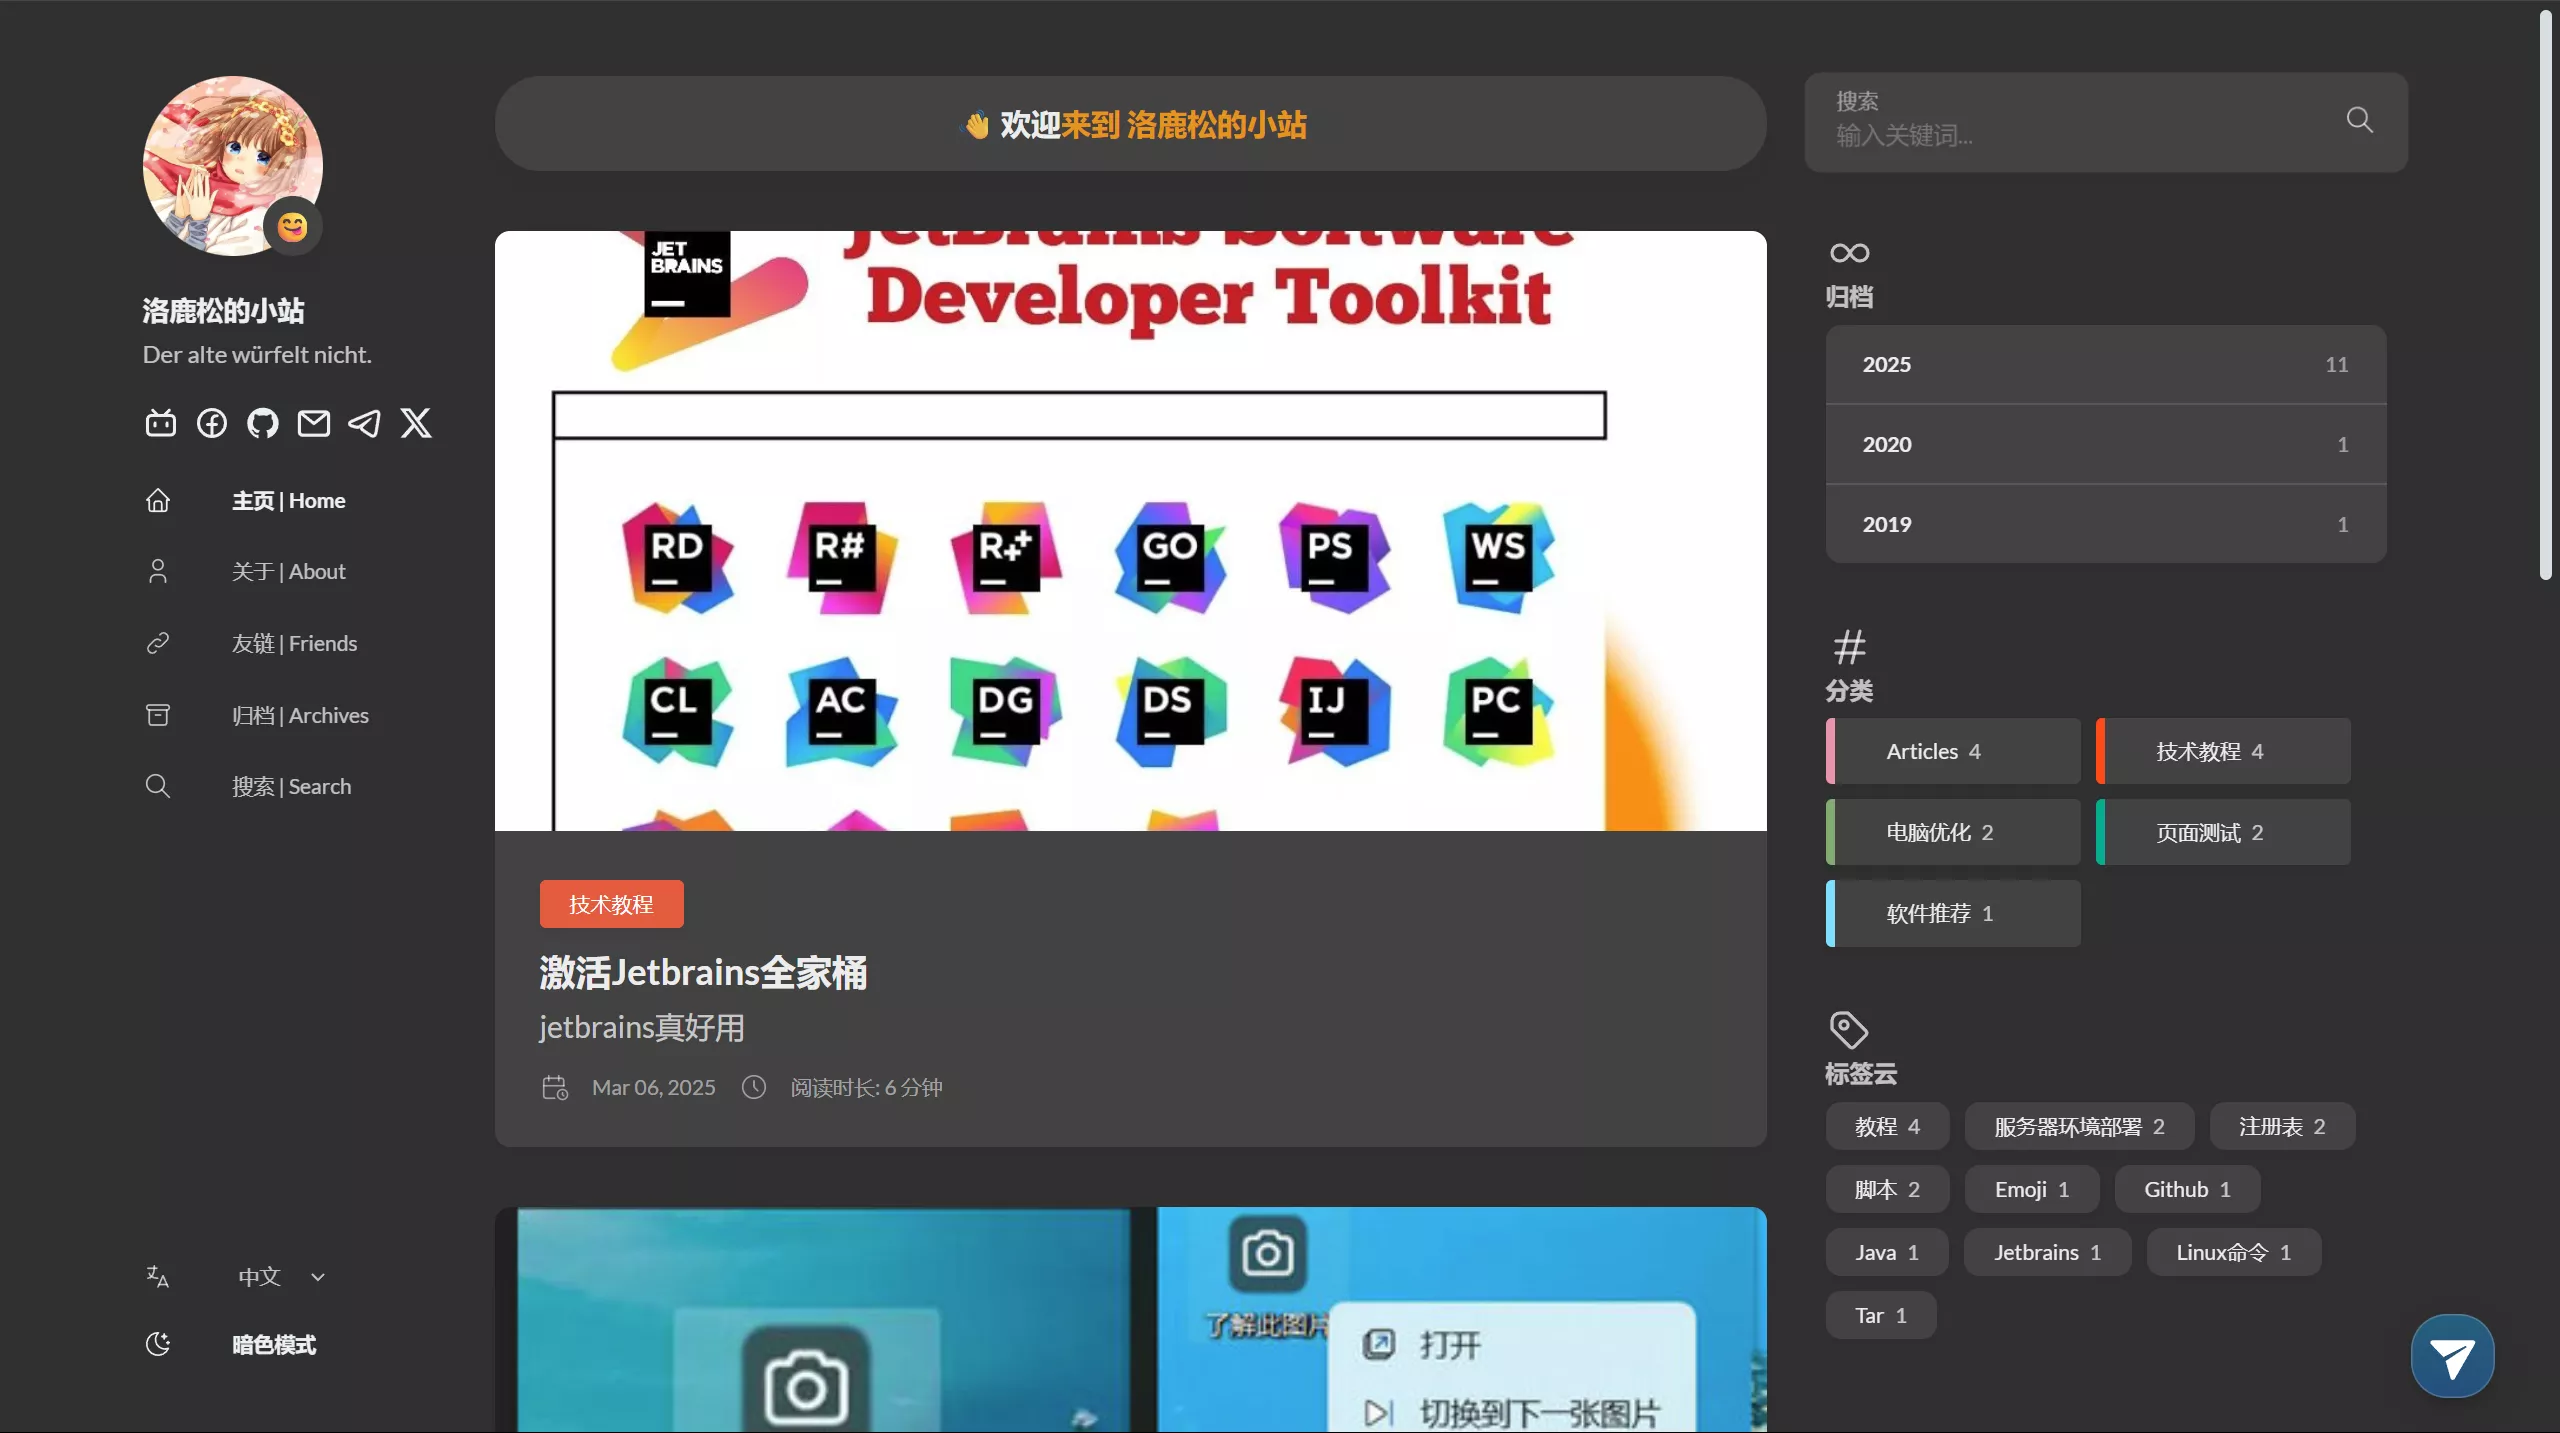 洛鹿松的小站
Der alte würfelt nicht.
主页 | Home
关于 | About
友链 | Friends
归档 | Archives
搜索 | Search
中文
暗色模式
👋 欢迎来到 洛鹿松的小站
JET
BRAINS
JetBrains Software
Developer Toolkit
RD R# R++ GO PS WS
CL AC DG DS IJ PC
技术教程
激活Jetbrains全家桶
jetbrains真好用
Mar 06, 2025 阅读时长: 6 分钟
了解此图片
打开
切换到下一张图片
搜索
输入关键词...
归档
2025 11
2020 1
2019 1
分类
Articles 4
技术教程 4
电脑优化 2
页面测试 2
软件推荐 1
标签云
教程 4 服务器环境部署 2 注册表 2
脚本 2 Emoji 1 Github 1
Java 1 Jetbrains 1 Linux命令 1
Tar 1